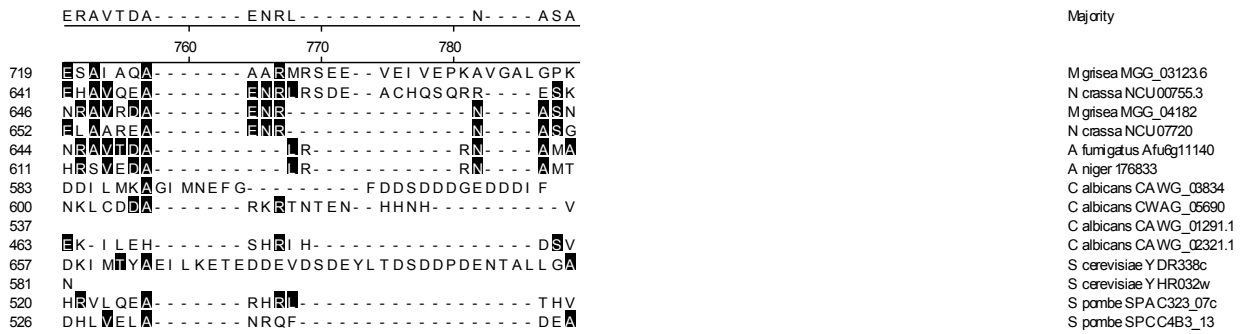 ERAVTDA-------ENRL--------------N----ASA Majority
760 770 780
719 ESAIAQA-------AARMRSEE--VEIVEPKAVGALGPK M grisea MGG_03123.6
641 EHAVQEA-------ENRLRSDE--ACHQSQRR----ESK N crassa NCU00755.3
646 NRAVRDA-------ENR--------------N----ASN M grisea MGG_04182
652 ELAAREA-------ENR--------------N----ASG N crassa NCU07720
644 NRAVTDA----------LR-----------RN----AMA A fumigatus Afu6g11140
611 HRSVEDA----------LR-----------RN----AMT A niger 176833
583 DDILMKAGIMNEFG---------FDDSDDDGEDDDIF C albicans CAWG_03834
600 NKLCDDA-------RKRTNTEN--HHNH----------V C albicans CWAG_05690
537 C albicans CAWG_01291.1
463 EK-ILEH-------SHRIH-----------------DSV C albicans CAWG_02321.1
657 DKIMTYAEILKETEDDEVDSDEYLTDSDDPDENTALLGA S cerevisiae YDR338c
581 N S cerevisiae YHR032w
520 HRVLQEA-------RHRL------------------THV S pombe SPAC323_07c
526 DHLVELA-------NRQF------------------DEA S pombe SPCC4B3_13